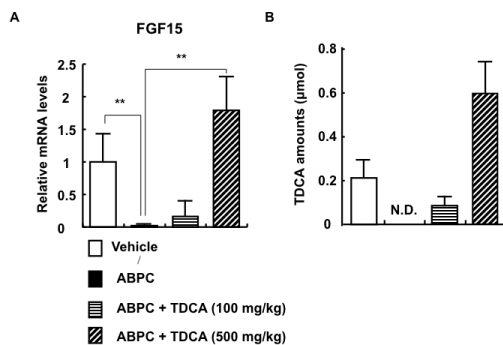 A
FGF15
Relative mRNA levels
2.5
2
1.5
1
0.5
0
**
**
Vehicle
ABPC
ABPC + TDCA (100 mg/kg)
ABPC + TDCA (500 mg/kg)
B
TDCA amounts (μmol)
0.8
0.6
0.4
0.2
0
N.D.